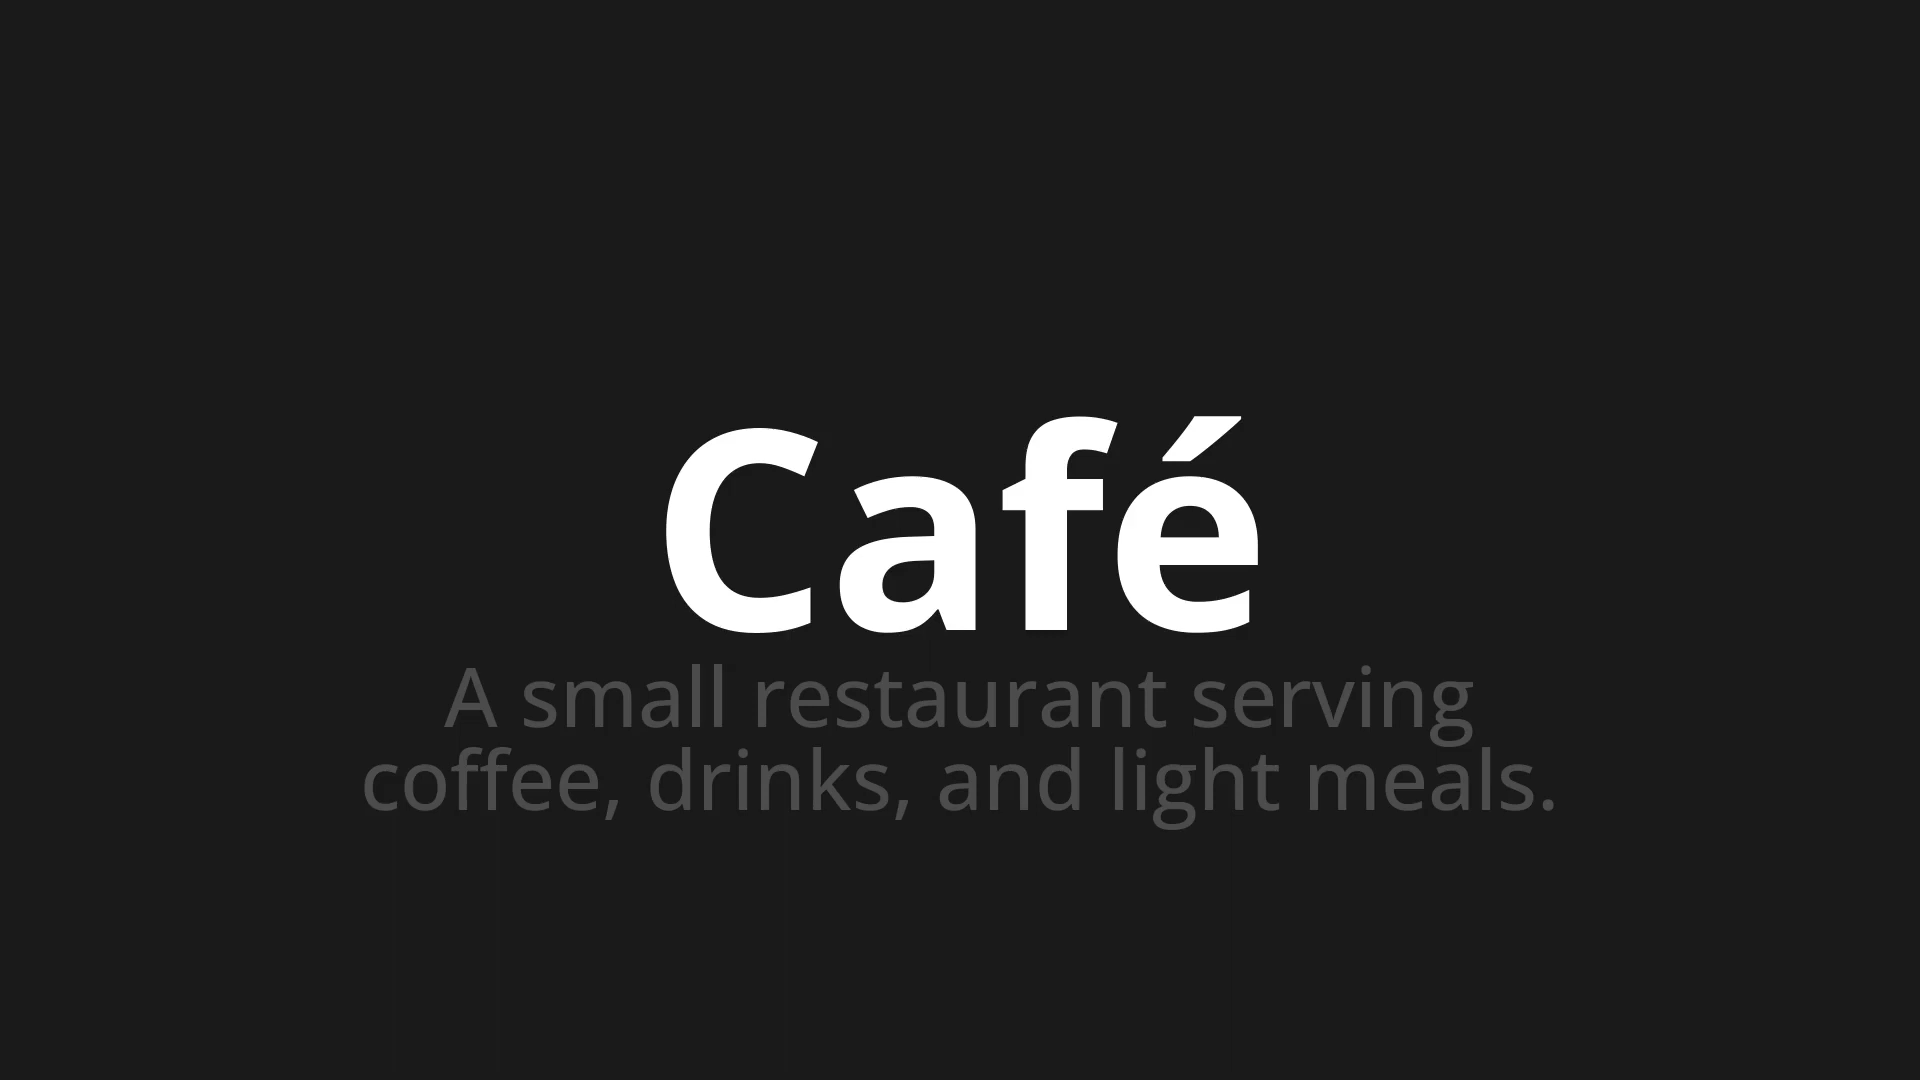 Café
A small restaurant serving
coffee, drinks, and light meals.